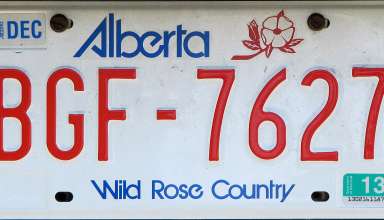 DEC
Alberta
BGF-7627
Wild Rose Country
13